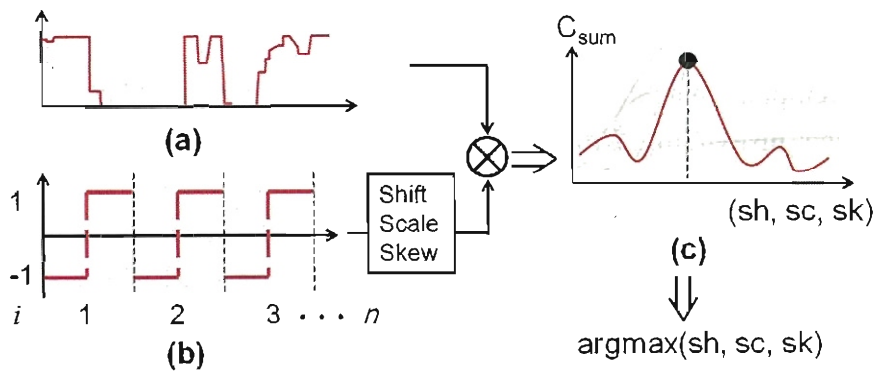 (a)
1
-1
i 1 2 3 · · · n
(b)
Shift
Scale
Skew
C_sum
(sh, sc, sk)
(c)
argmax(sh, sc, sk)